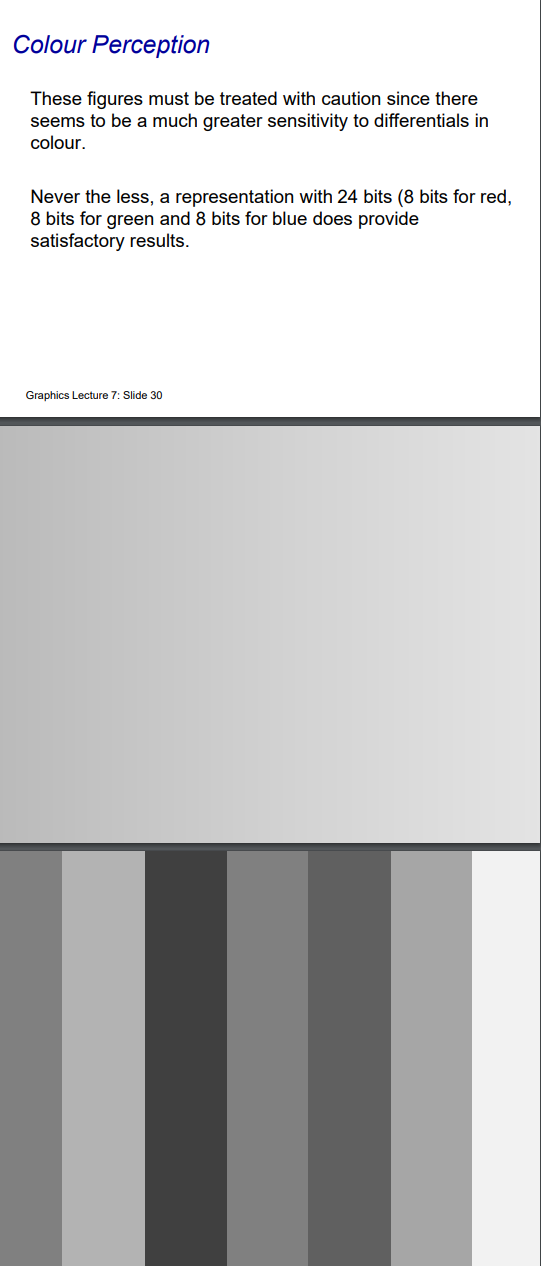 Colour Perception
These figures must be treated with caution since there
seems to be a much greater sensitivity to differentials in
colour.
Never the less, a representation with 24 bits (8 bits for red,
8 bits for green and 8 bits for blue does provide
satisfactory results.
Graphics Lecture 7: Slide 30